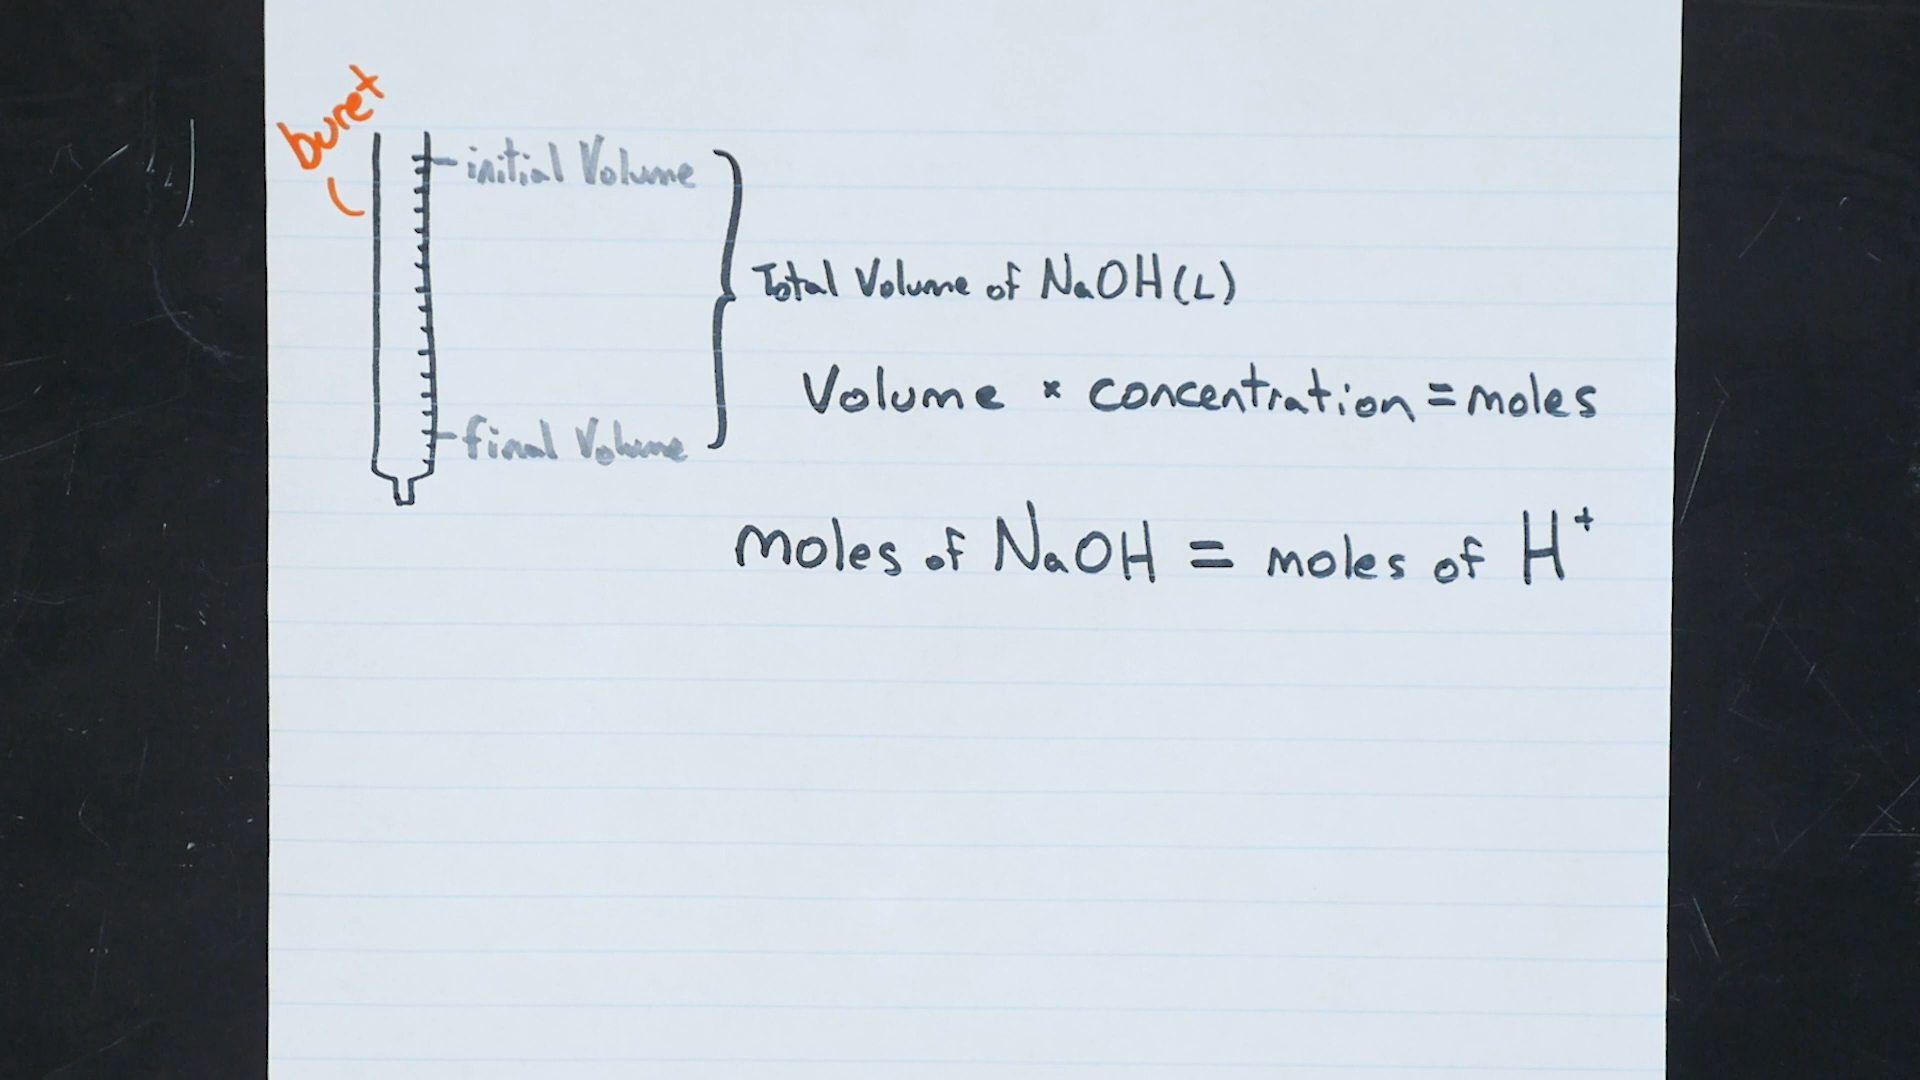 buret
initial Volume
Total Volume of NaOH (L)
Volume × concentration = moles
final Volume
moles of NaOH = moles of H⁺